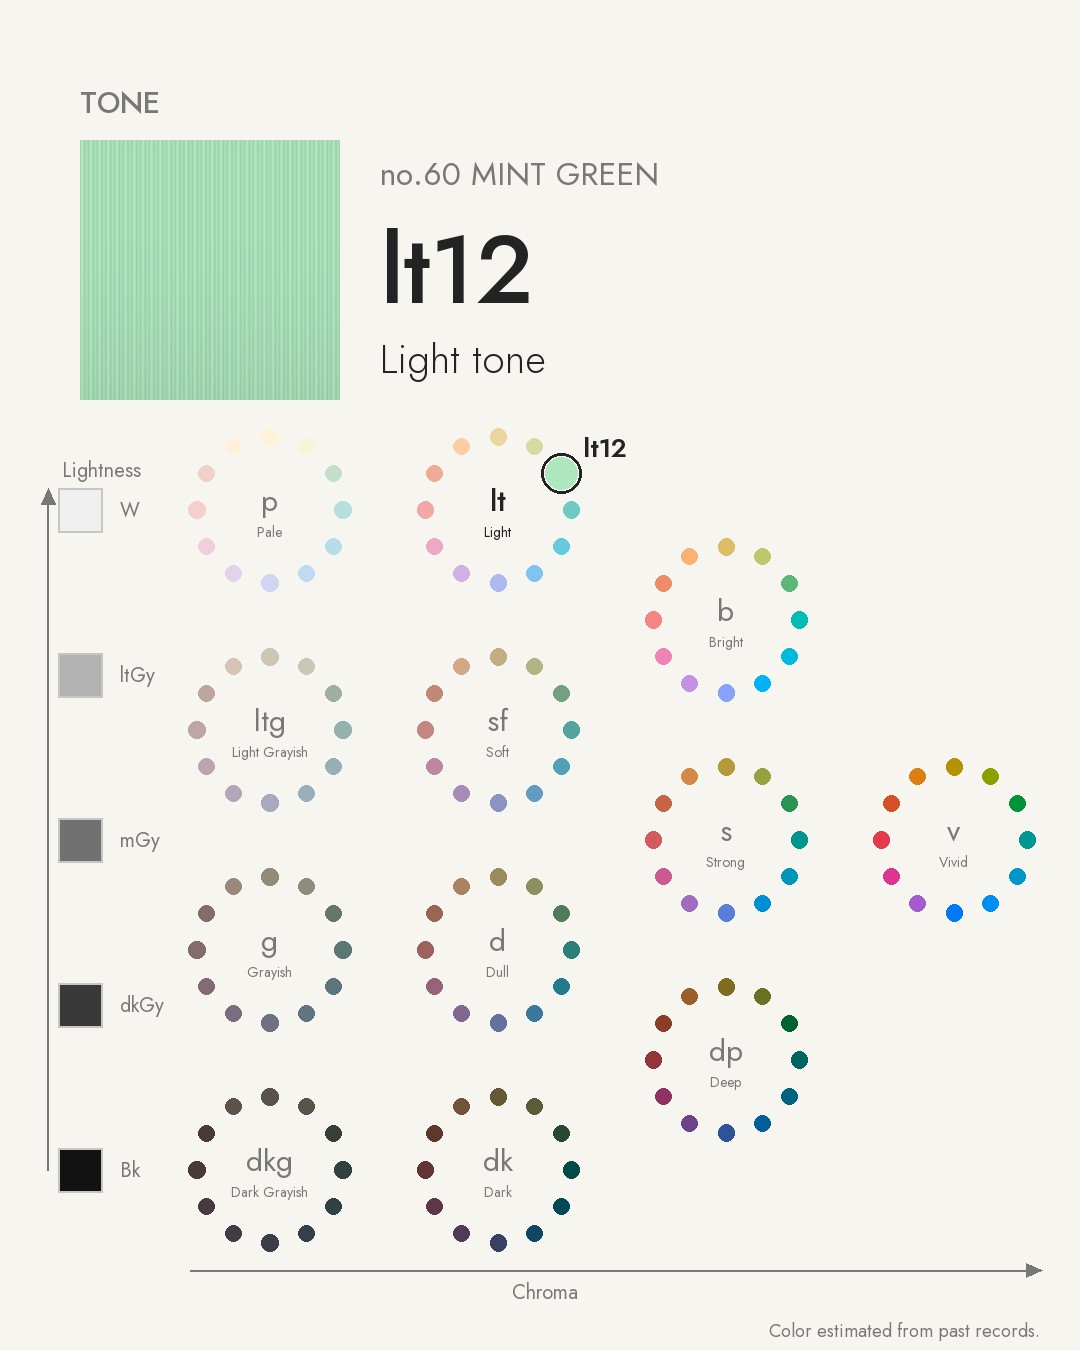 TONE
no.60 MINT GREEN
lt12
Light tone
lt12
Lightness
W
p
Pale
lt
Light
b
Bright
ltGy
ltg
Light Grayish
sf
Soft
mGy
s
Strong
v
Vivid
g
Grayish
d
Dull
dkGy
dp
Deep
Bk
dkg
Dark Grayish
dk
Dark
Chroma
Color estimated from past records.